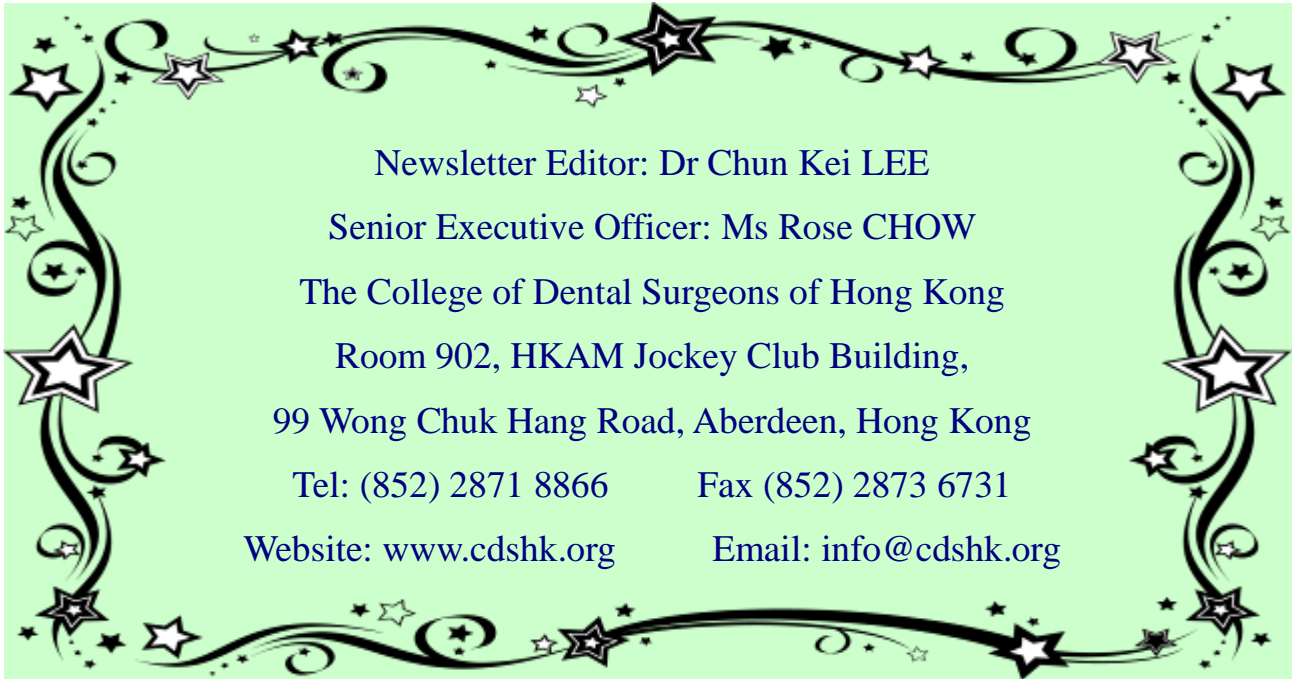 Newsletter Editor: Dr Chun Kei LEE
Senior Executive Officer: Ms Rose CHOW
The College of Dental Surgeons of Hong Kong
Room 902, HKAM Jockey Club Building,
99 Wong Chuk Hang Road, Aberdeen, Hong Kong
Tel: (852) 2871 8866 Fax (852) 2873 6731
Website: www.cdshk.org Email: info@cdshk.org